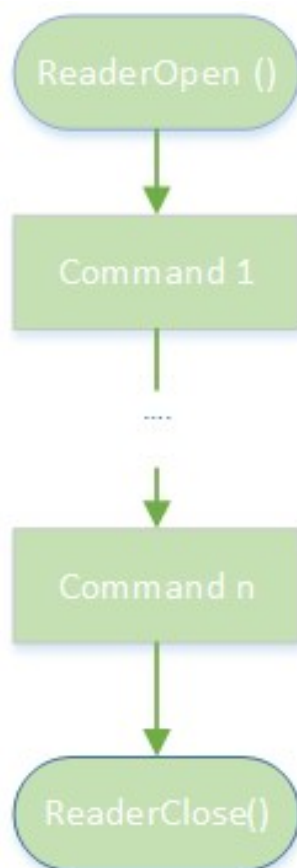 ReaderOpen ()
Command 1
....
Command n
ReaderClose()